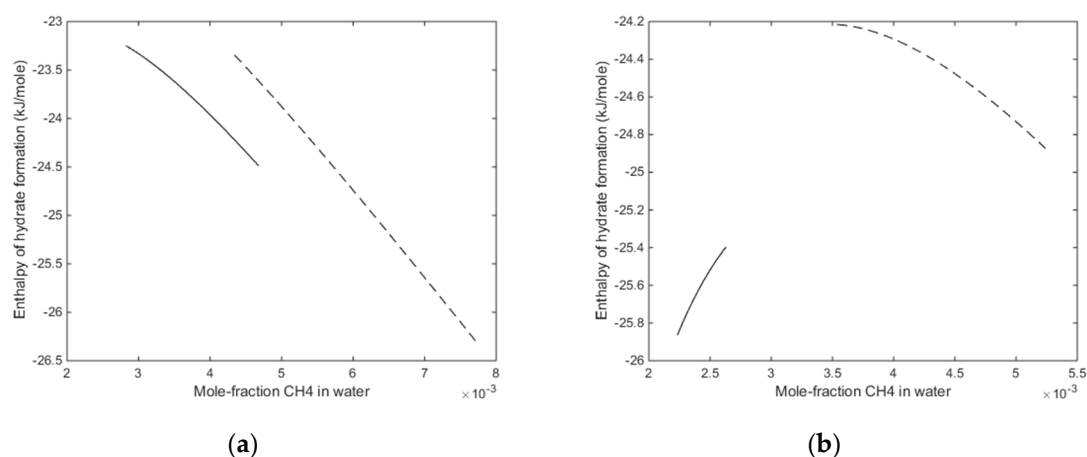 -23
-23.5
-24
-24.5
-25
-25.5
-26
-26.5
Enthalpy of hydrate formation (kJ/mole)
2 3 4 5 6 7 8
Mole-fraction CH4 in water ×10⁻³
(a)
-24.2
-24.4
-24.6
-24.8
-25
-25.2
-25.4
-25.6
-25.8
-26
Enthalpy of hydrate formation (kJ/mole)
2 2.5 3 3.5 4 4.5 5 5.5
Mole-fraction CH4 in water ×10⁻³
(b)